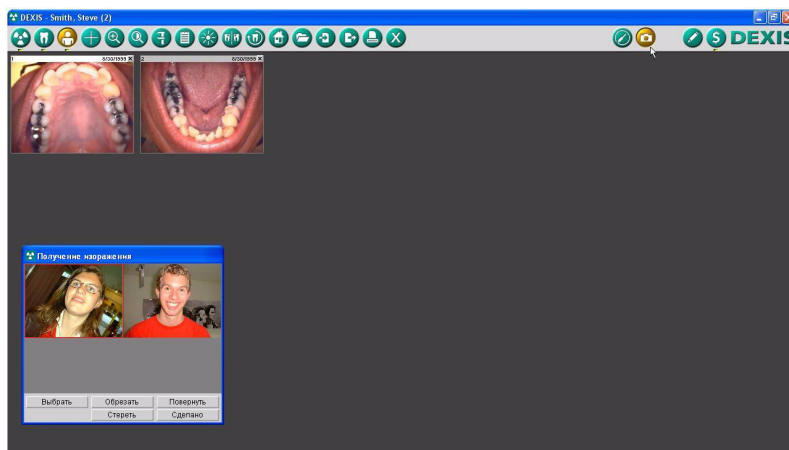 DEXIS - Smith, Steve (2)
S DEXIS
1 8/30/1999 X 2 8/30/1999 X
Получение изоражения
Выбрать Обрезать Повернуть
Стереть Сделано